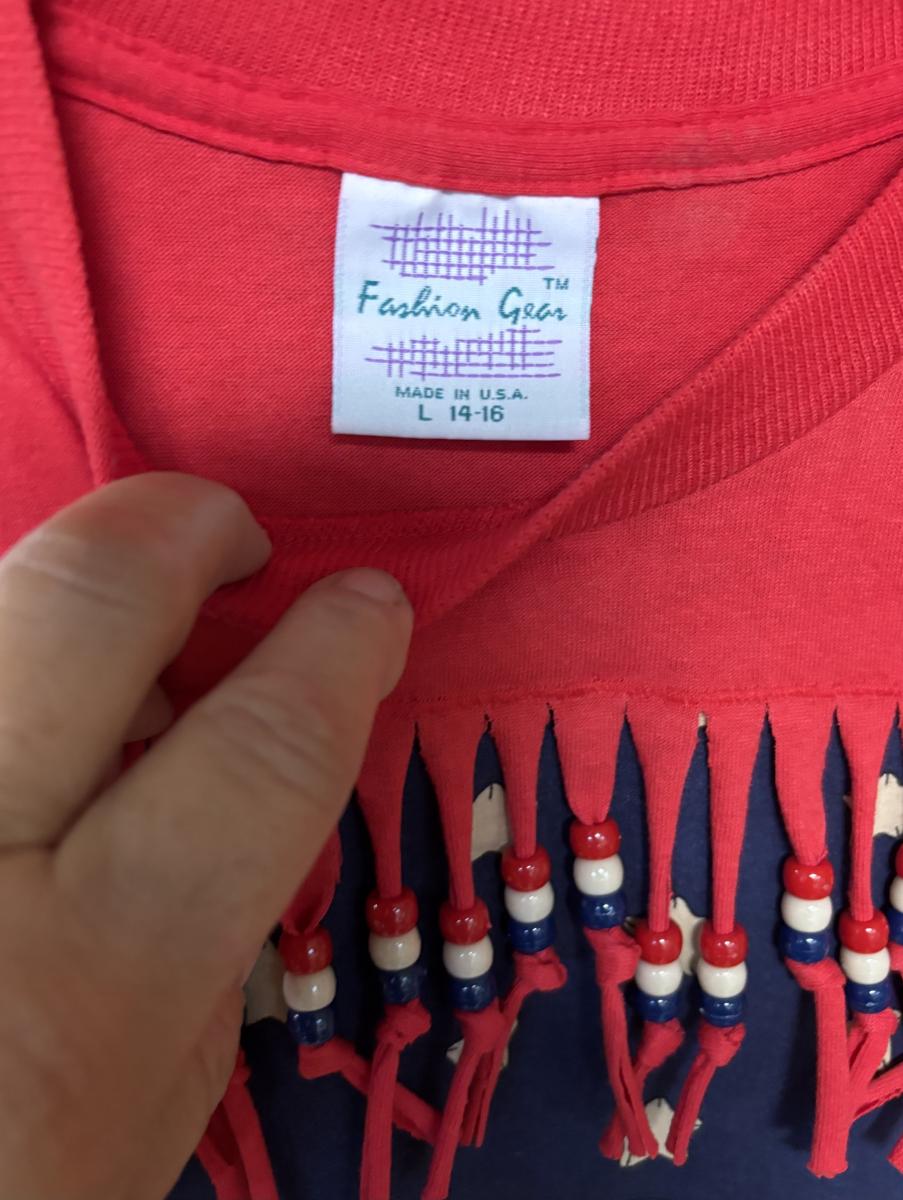 Fashion Gear™
MADE IN U.S.A.
L 14-16